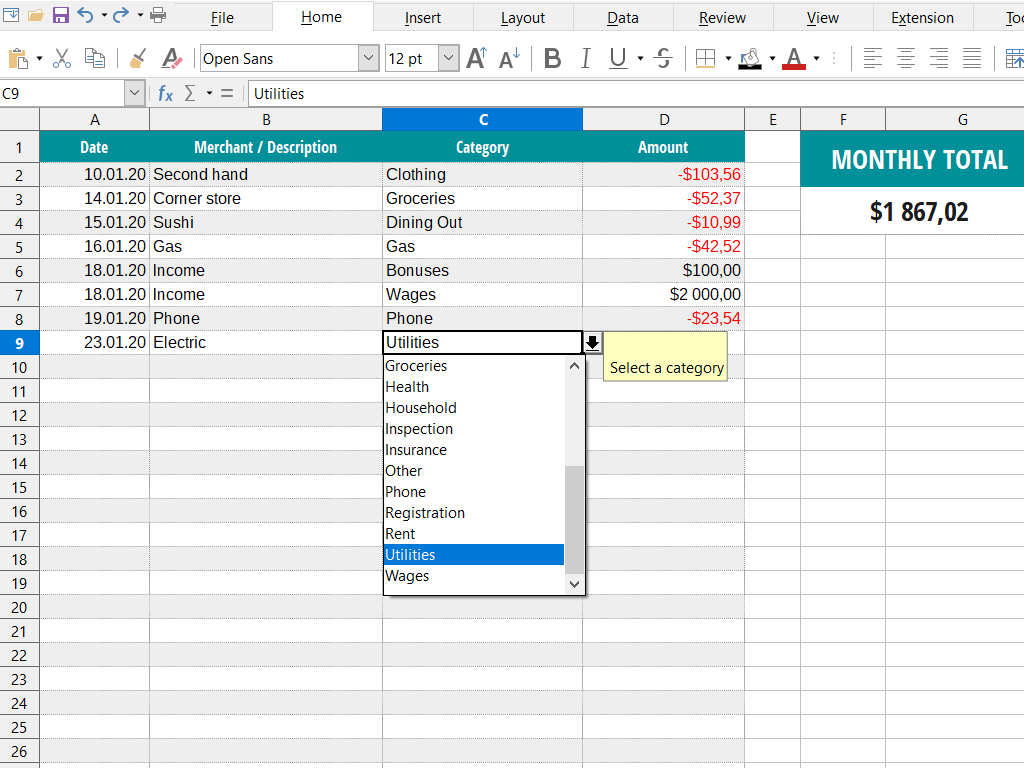 File Home Insert Layout Data Review View Extension Too
Open Sans 12 pt A A B I U S A
C9 fx Σ = Utilities
A B C D E F G
1 Date Merchant / Description Category Amount MONTHLY TOTAL
2 10.01.20 Second hand Clothing -$103,56
3 14.01.20 Corner store Groceries -$52,37 $1 867,02
4 15.01.20 Sushi Dining Out -$10,99
5 16.01.20 Gas Gas -$42,52
6 18.01.20 Income Bonuses $100,00
7 18.01.20 Income Wages $2 000,00
8 19.01.20 Phone Phone -$23,54
9 23.01.20 Electric Utilities
Select a category
10 Groceries
11 Health
12 Household
13 Inspection
14 Insurance
Other
15 Phone
16 Registration
17 Rent
18 Utilities
19 Wages
20
21
22
23
24
25
26